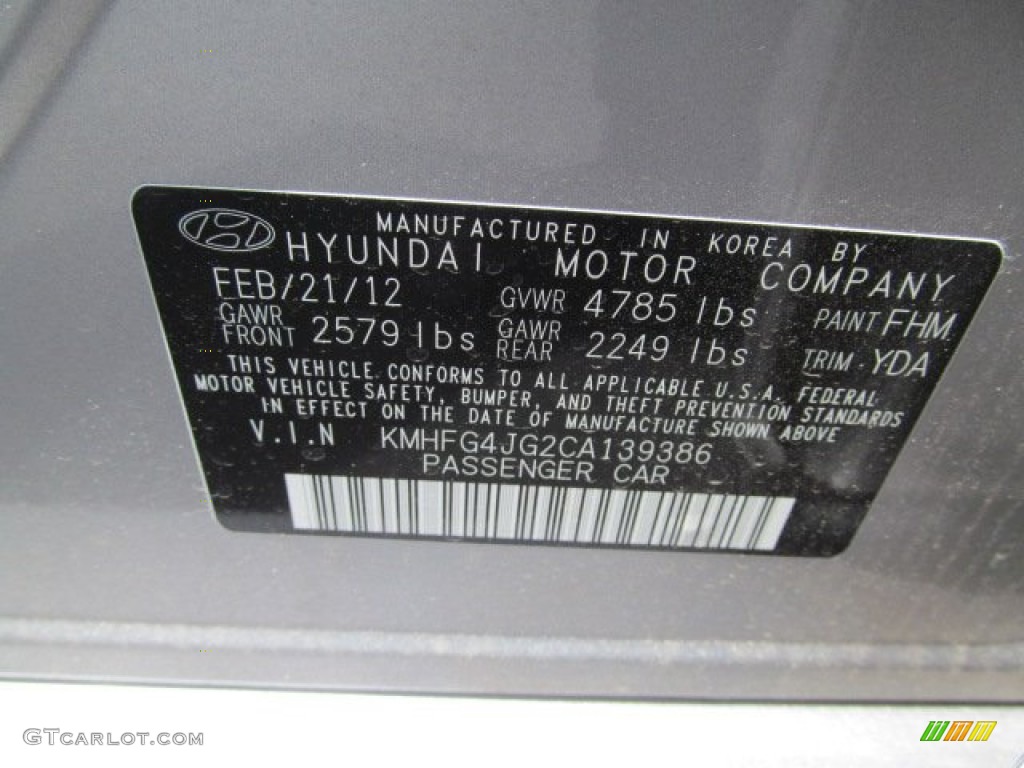 MANUFACTURED IN KOREA BY
HYUNDAI MOTOR COMPANY
FEB/21/12 GVWR 4785 lbs PAINT FHM
GAWR FRONT 2579 lbs GAWR REAR 2249 lbs TRIM YDA
THIS VEHICLE CONFORMS TO ALL APPLICABLE U.S.A. FEDERAL
MOTOR VEHICLE SAFETY, BUMPER, AND THEFT PREVENTION STANDARDS
IN EFFECT ON THE DATE OF MANUFACTURE SHOWN ABOVE
V.I.N KMHFG4JG2CA139386
PASSENGER CAR
GTCARLOT.COM